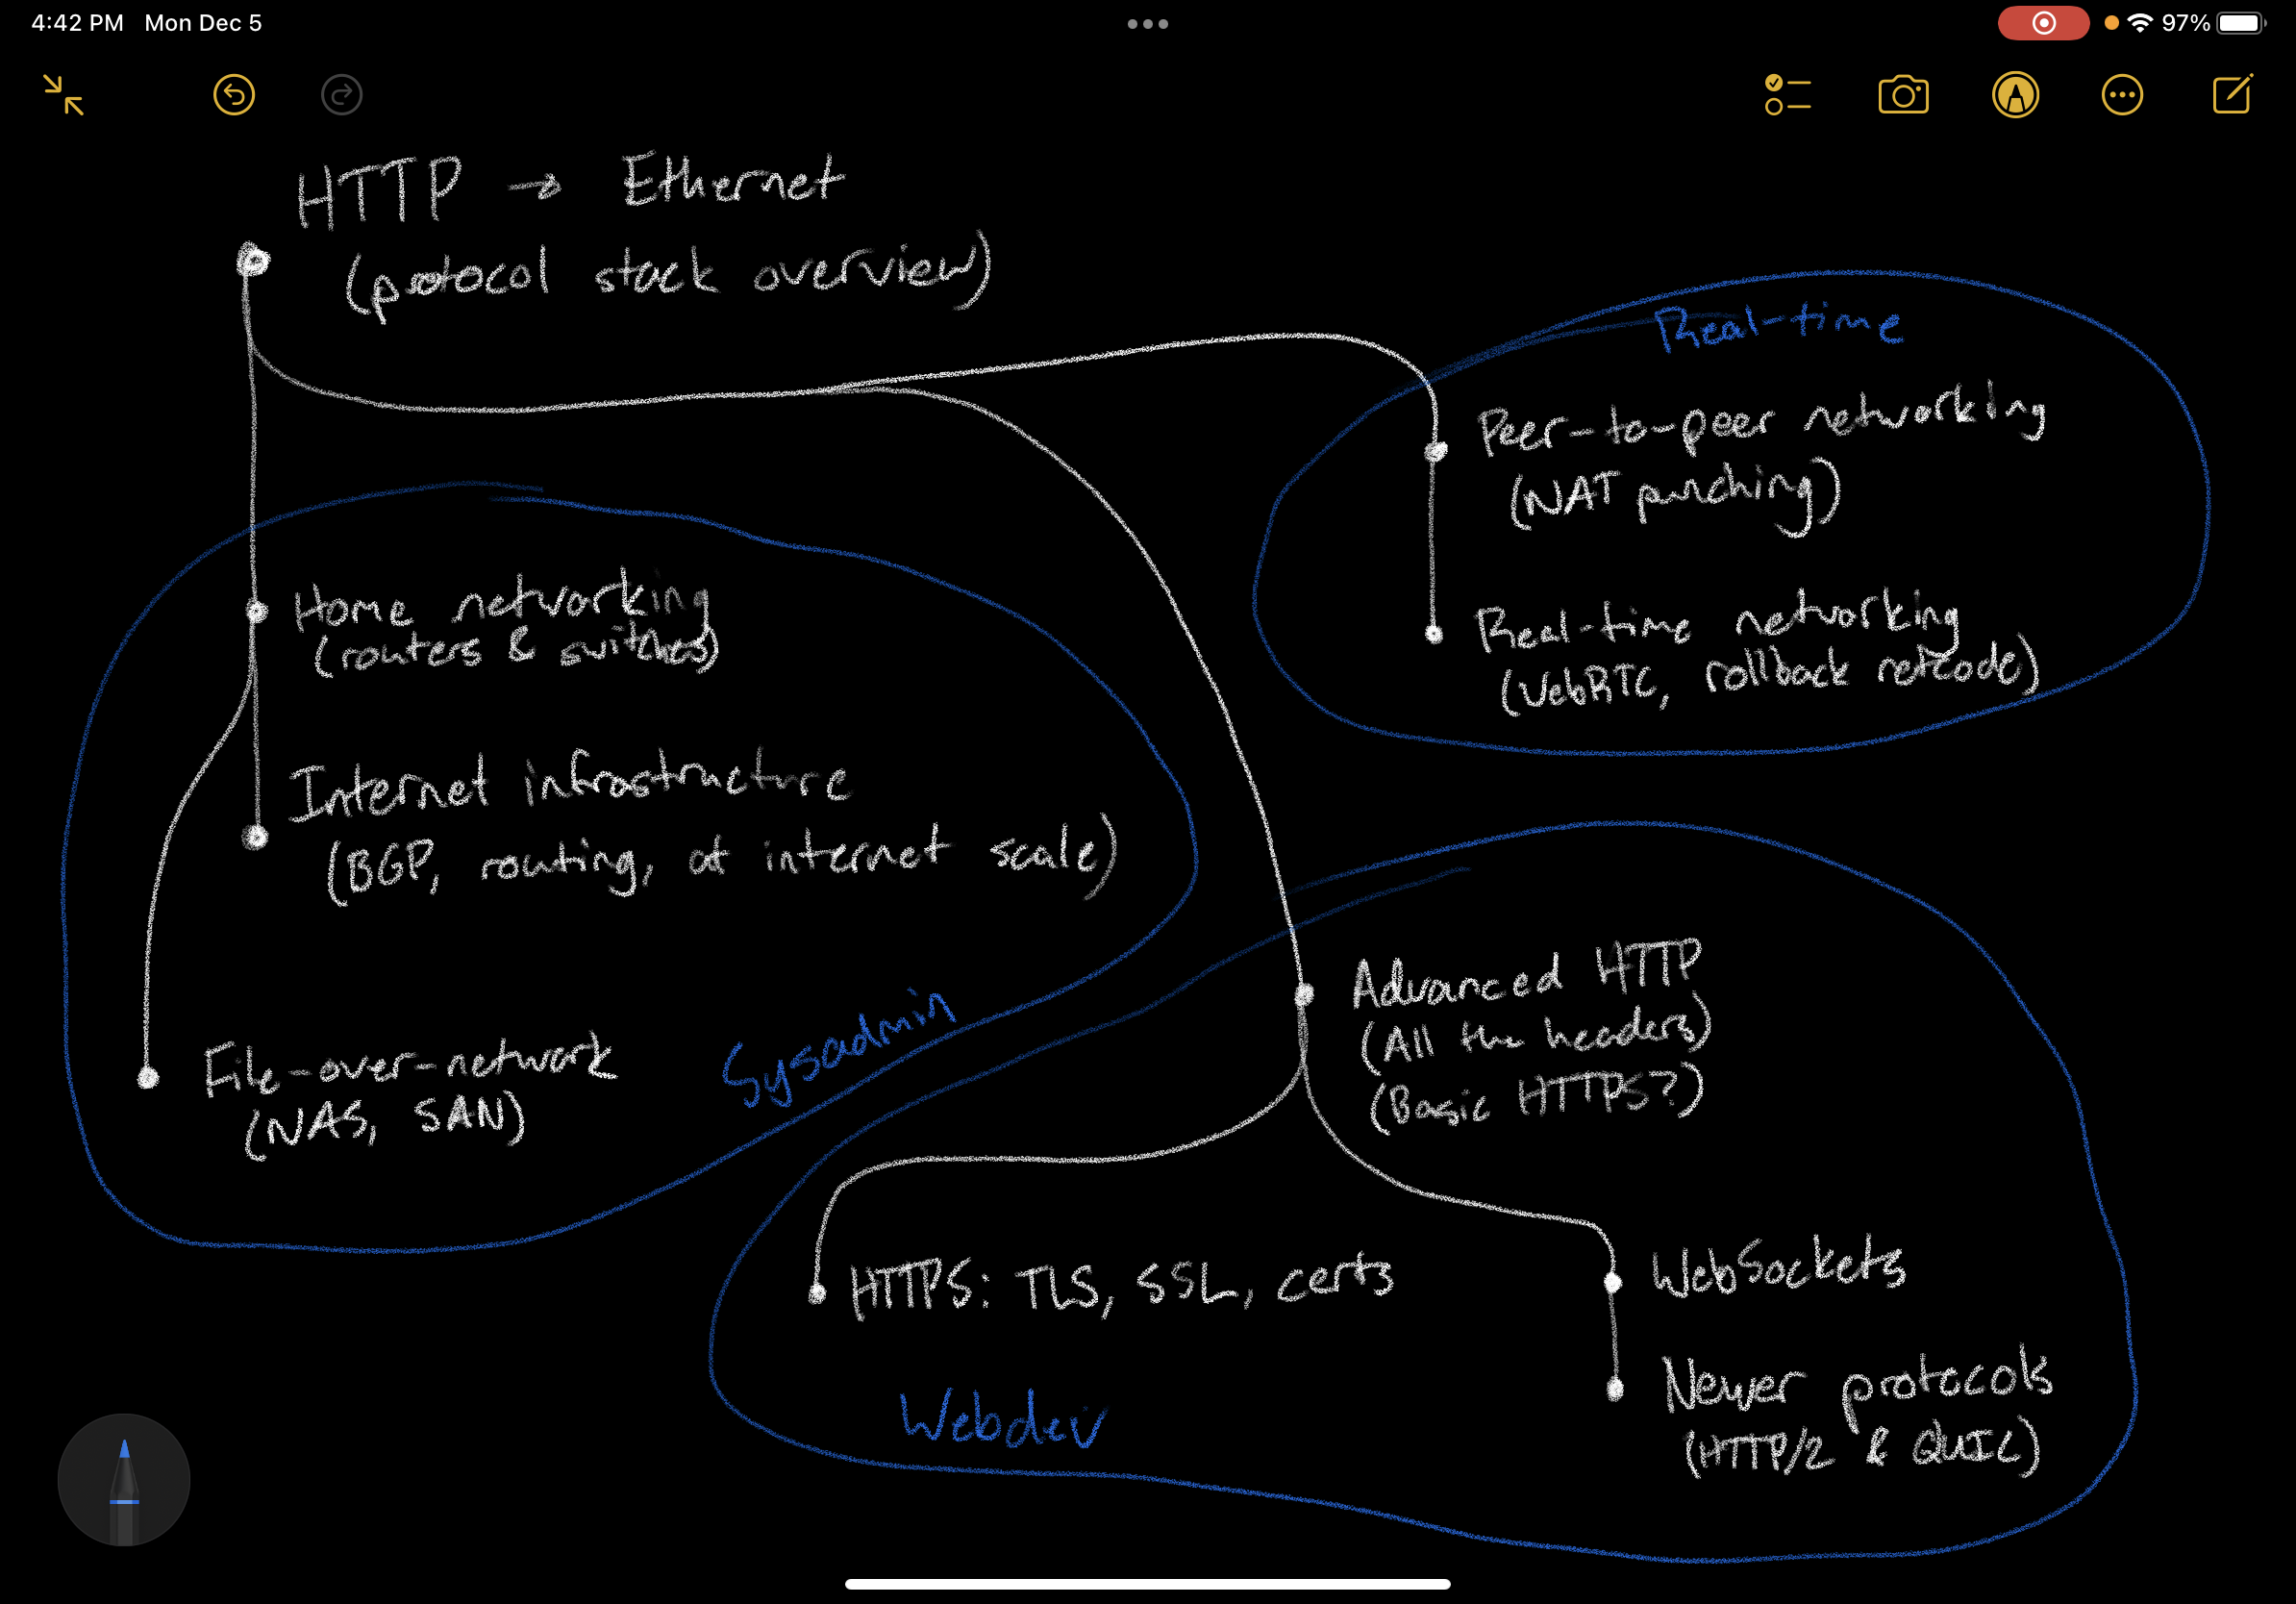 4:42 PM Mon Dec 5
97%
HTTP → Ethernet
(protocol stack overview)
Real-time
Peer-to-peer networking
(NAT punching)
Real-time networking
(WebRTC, rollback netcode)
Home networking
(routers & switches)
Internet infrastructure
(BGP, routing, at internet scale)
File-over-network
(NAS, SAN)
Sysadmin
Advanced HTTP
(All the headers)
(Basic HTTPS?)
HTTPS: TLS, SSL, certs
WebSockets
Newer protocols
(HTTP/2 & QUIC)
Webdev